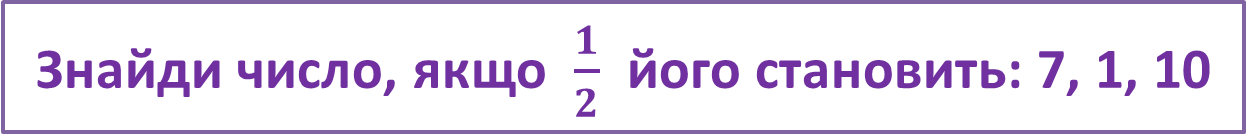 Знайди число, якщо 1/2 його становить: 7, 1, 10